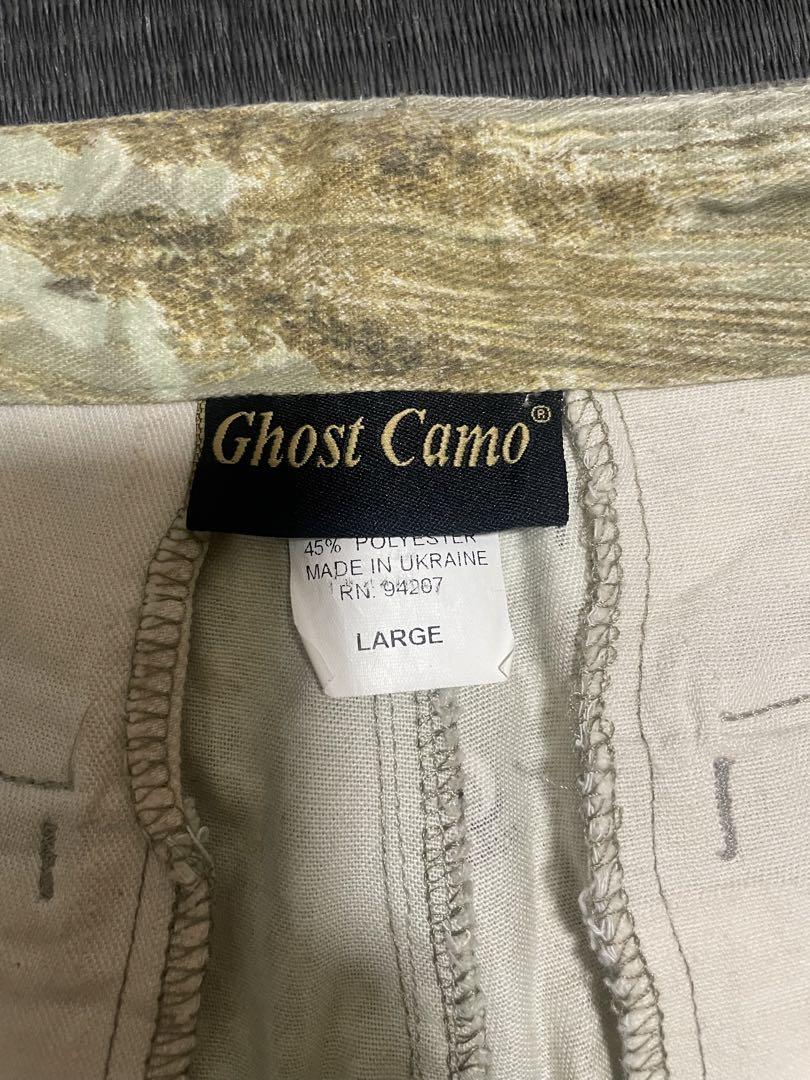 Ghost Camo®
45% POLYESTER
MADE IN UKRAINE
RN: 94207
LARGE